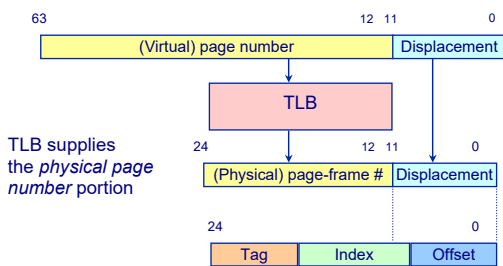 63 12 11 0
(Virtual) page number Displacement
TLB
TLB supplies
the physical page
number portion
24 12 11 0
(Physical) page-frame # Displacement
24 0
Tag Index Offset